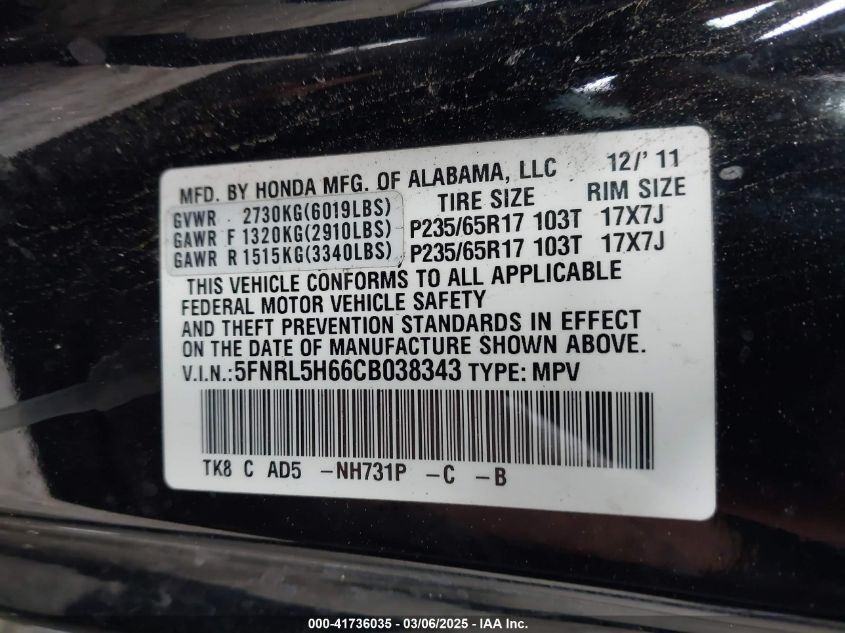 MFD. BY HONDA MFG. OF ALABAMA, LLC 12/' 11
GVWR 2730KG(6019LBS) TIRE SIZE RIM SIZE
GAWR F 1320KG(2910LBS) P235/65R17 103T 17X7J
GAWR R 1515KG(3340LBS) P235/65R17 103T 17X7J
THIS VEHICLE CONFORMS TO ALL APPLICABLE
FEDERAL MOTOR VEHICLE SAFETY
AND THEFT PREVENTION STANDARDS IN EFFECT
ON THE DATE OF MANUFACTURE SHOWN ABOVE.
V.I.N.:5FNRL5H66CB038343 TYPE: MPV
TK8 C AD5 -NH731P -C -B
000-41736035 - 03/06/2025 - IAA Inc.